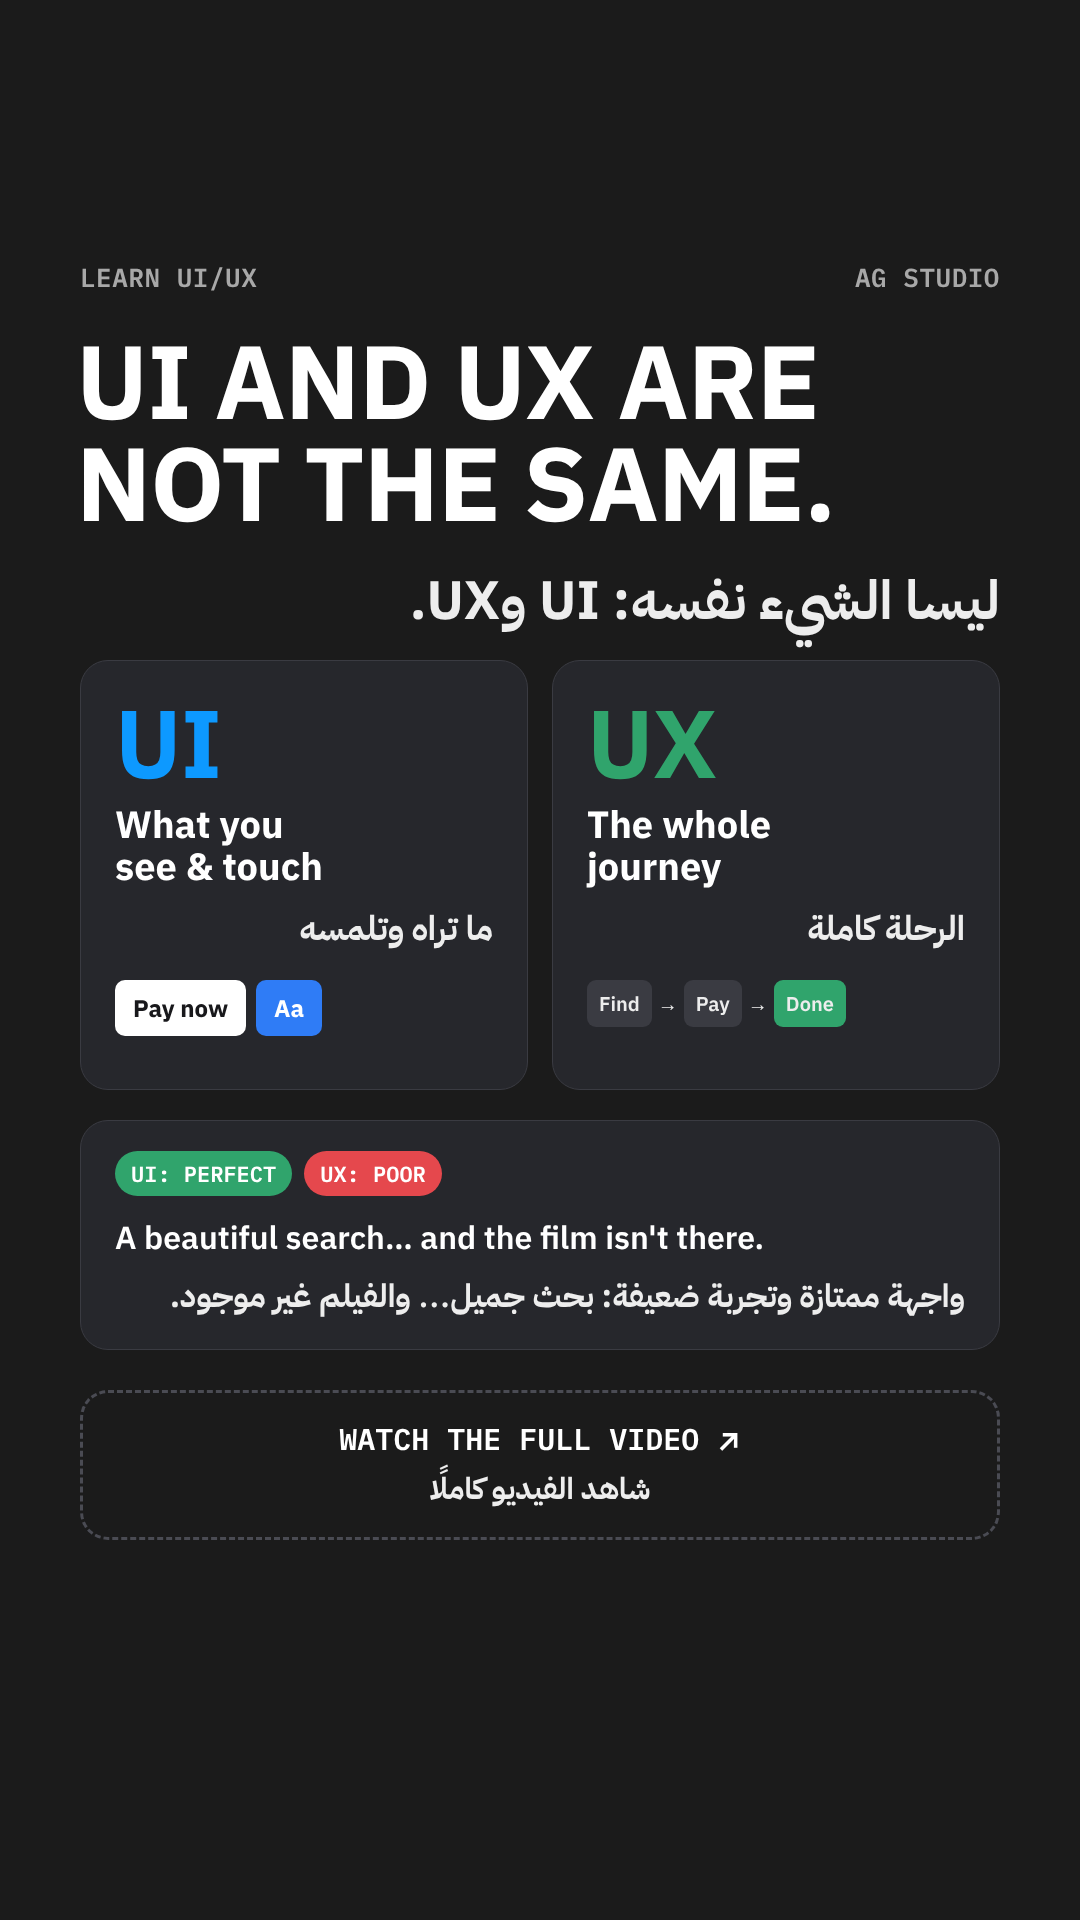 LEARN UI/UX
AG STUDIO
UI AND UX ARE
NOT THE SAME.
ليسا الشيء نفسه: UI وUX.
UI
What you
see & touch
ما تراه وتلمسه
Pay now
Aa
UX
The whole
journey
الرحلة كاملة
Find → Pay → Done
UI: PERFECT
UX: POOR
A beautiful search... and the film isn't there.
واجهة ممتازة وتجربة ضعيفة: بحث جميل... والفيلم غير موجود.
WATCH THE FULL VIDEO ↗
شاهد الفيديو كاملًا